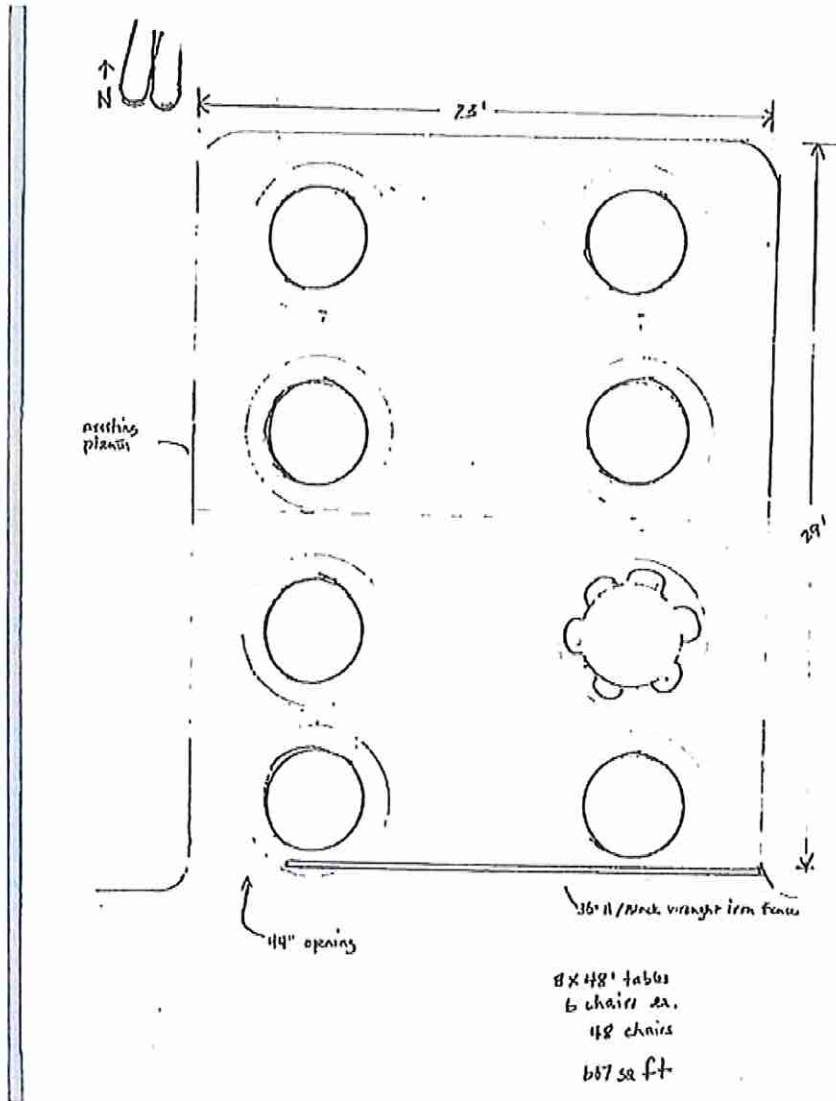 N
23'
existing
planter
29'
44" opening
36" H/Black wrought iron fence
8 x 48" tables
6 chairs ea.
48 chairs
667 sq ft